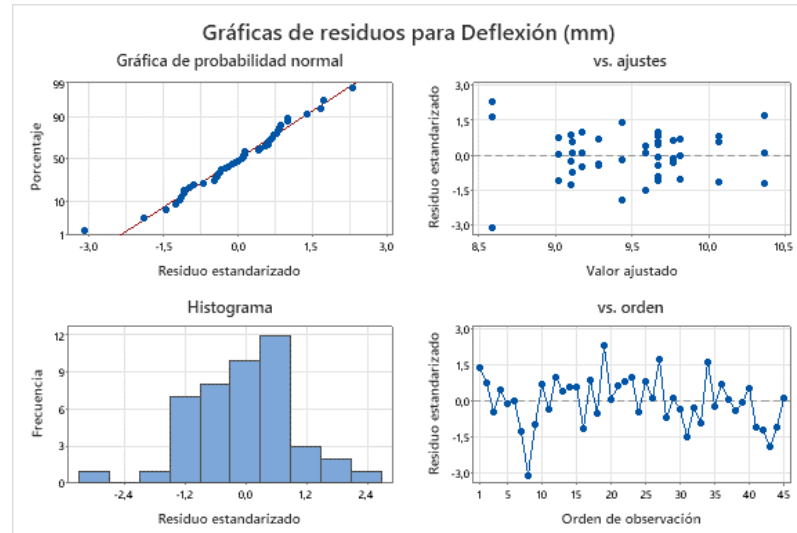 Gráficas de residuos para Deflexión (mm)
Gráfica de probabilidad normal
Porcentaje
99
90
50
10
1
-3,0 -1,5 0,0 1,5 3,0
Residuo estandarizado
vs. ajustes
Residuo estandarizado
3,0
1,5
0,0
-1,5
-3,0
8,5 9,0 9,5 10,0 10,5
Valor ajustado
Histograma
Frecuencia
12
9
6
3
0
-2,4 -1,2 0,0 1,2 2,4
Residuo estandarizado
vs. orden
Residuo estandarizado
3,0
1,5
0,0
-1,5
-3,0
1 5 10 15 20 25 30 35 40 45
Orden de observación